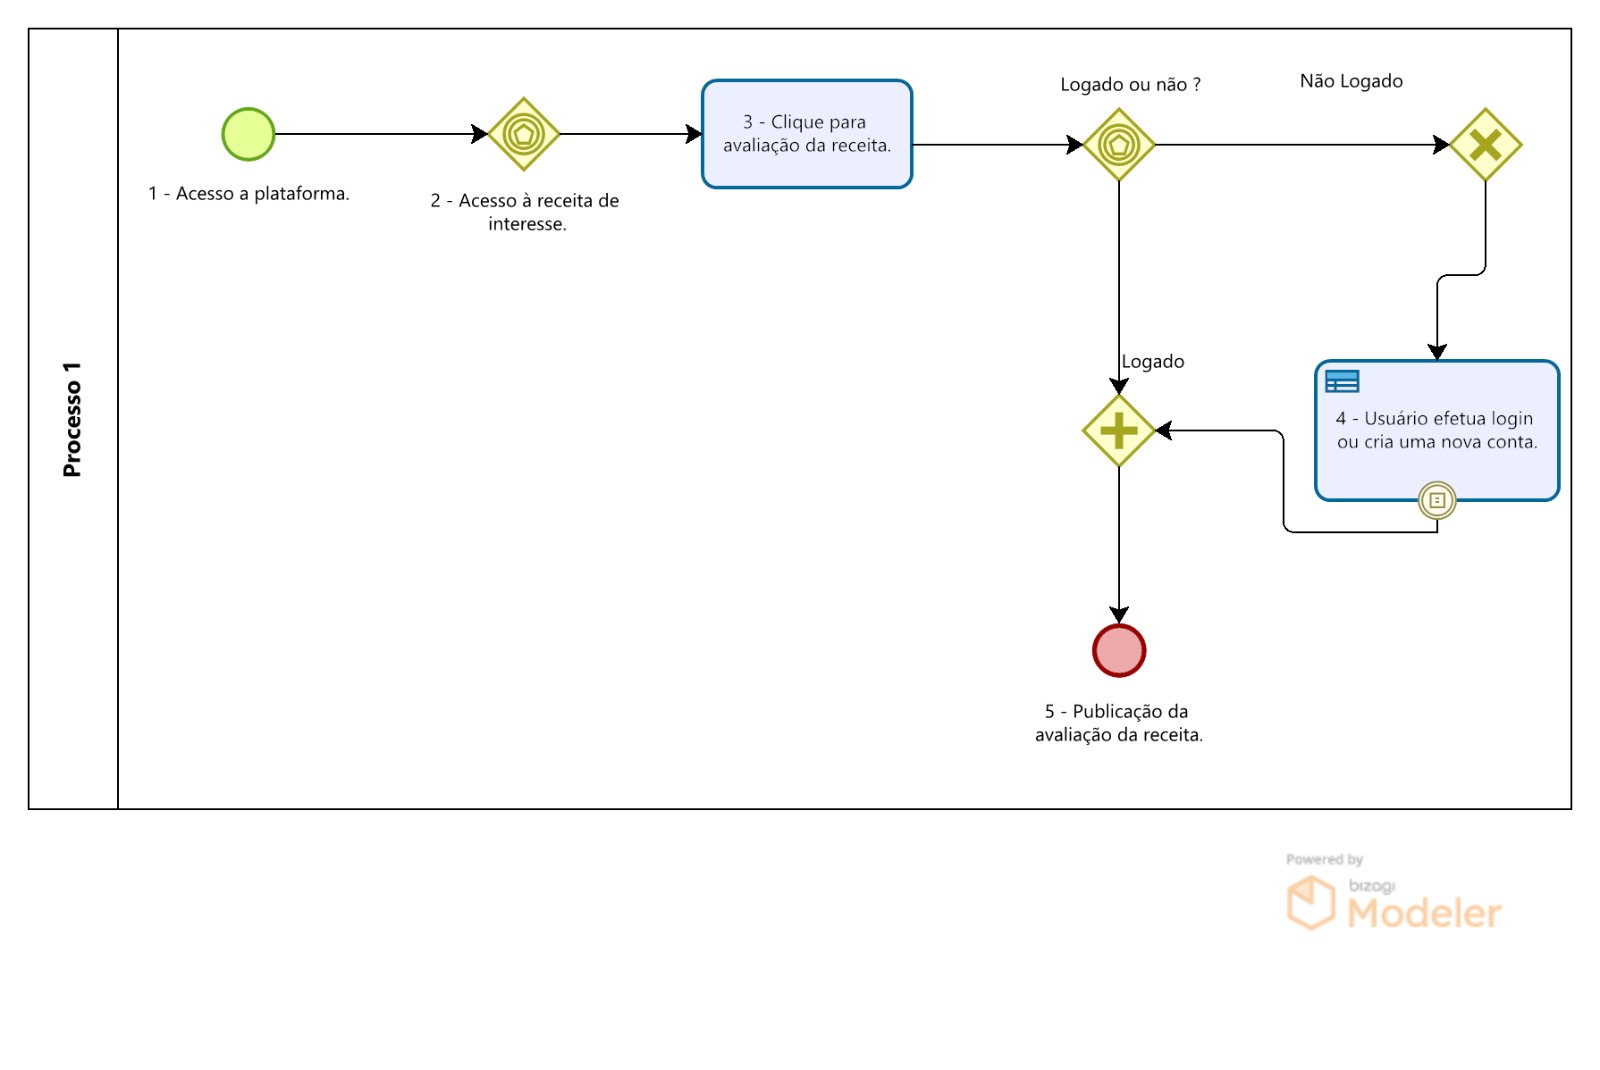 Processo 1
1 - Acesso a plataforma.
2 - Acesso à receita de
interesse.
3 - Clique para
avaliação da receita.
Logado ou não ?
Não Logado
Logado
4 - Usuário efetua login
ou cria uma nova conta.
5 - Publicação da
avaliação da receita.
Powered by
bizagi
Modeler